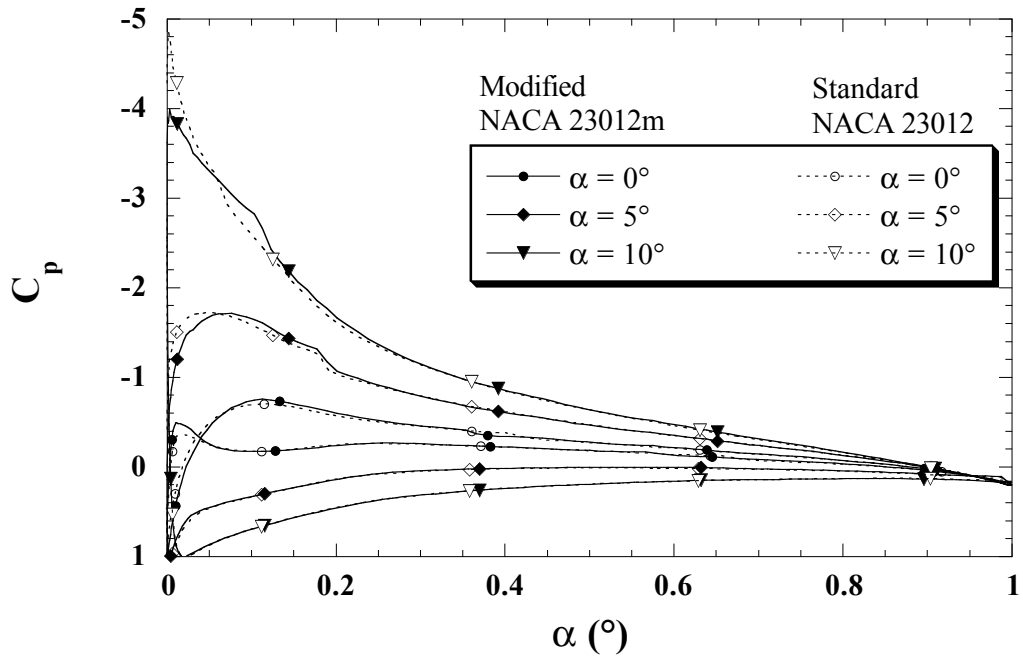 -5
-4
-3
-2
-1
0
1
C_p
Modified
NACA 23012m
Standard
NACA 23012
α = 0°
α = 0°
α = 5°
α = 5°
α = 10°
α = 10°
0 0.2 0.4 0.6 0.8 1
α (°)